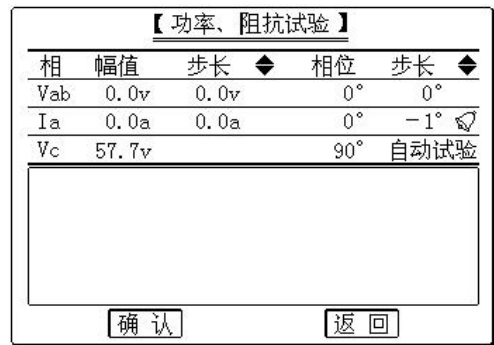 【功率、阻抗试验】
相 幅值 步长 相位 步长
Vab 0.0v 0.0v 0° 0°
Ia 0.0a 0.0a 0° -1°
Vc 57.7v 90° 自动试验
确认 返回